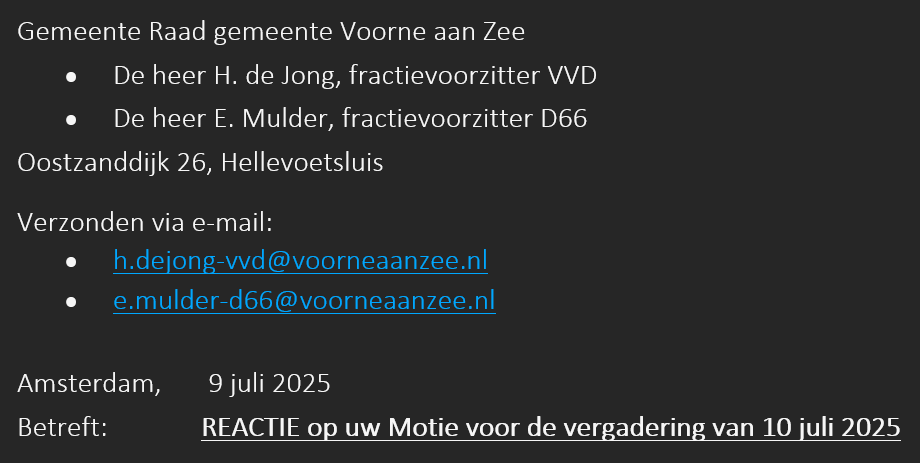 Gemeente Raad gemeente Voorne aan Zee
• De heer H. de Jong, fractievoorzitter VVD
• De heer E. Mulder, fractievoorzitter D66
Oostzanddijk 26, Hellevoetsluis
Verzonden via e-mail:
• h.dejong-vvd@voorneaanzee.nl
• e.mulder-d66@voorneaanzee.nl
Amsterdam, 9 juli 2025
Betreft: REACTIE op uw Motie voor de vergadering van 10 juli 2025